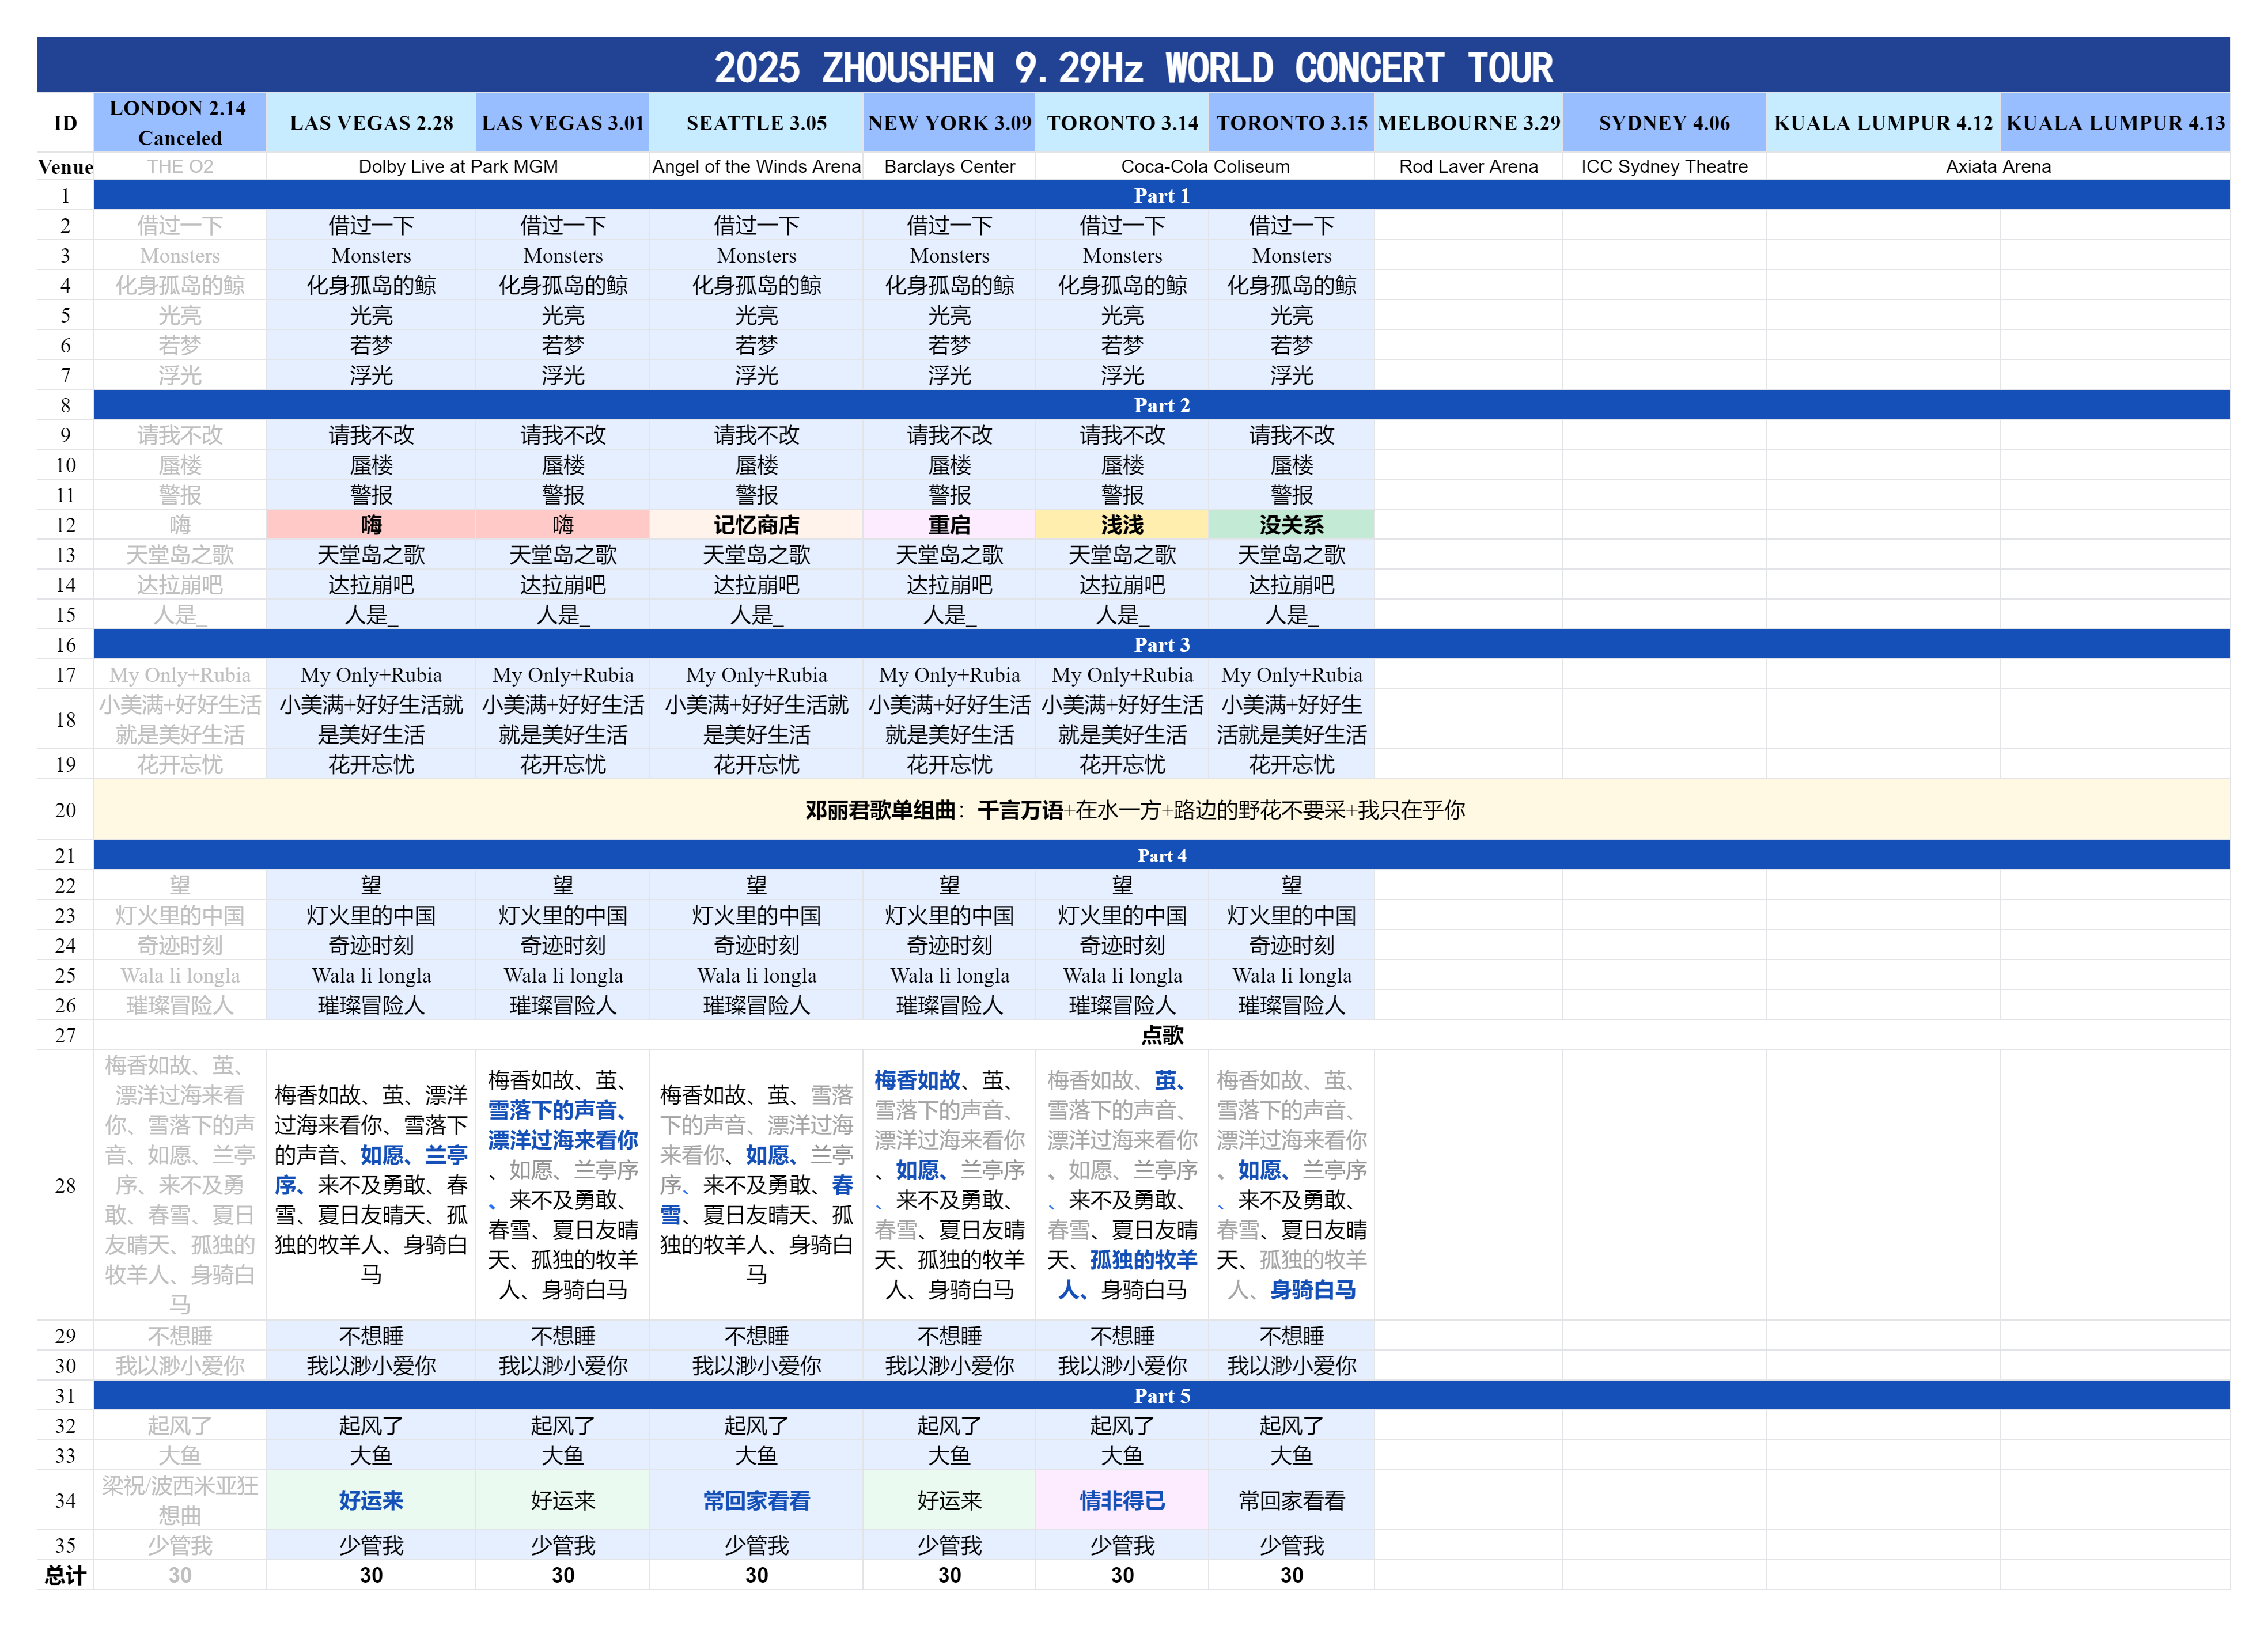 2025 ZHOUSHEN 9.29Hz WORLD CONCERT TOUR
ID LONDON 2.14 Canceled LAS VEGAS 2.28 LAS VEGAS 3.01 SEATTLE 3.05 NEW YORK 3.09 TORONTO 3.14 TORONTO 3.15 MELBOURNE 3.29 SYDNEY 4.06 KUALA LUMPUR 4.12 KUALA LUMPUR 4.13
Venue THE O2 Dolby Live at Park MGM Angel of the Winds Arena Barclays Center Coca-Cola Coliseum Rod Laver Arena ICC Sydney Theatre Axiata Arena
1 Part 1
2 借过一下 借过一下 借过一下 借过一下 借过一下 借过一下 借过一下
3 Monsters Monsters Monsters Monsters Monsters Monsters Monsters
4 化身孤岛的鲸 化身孤岛的鲸 化身孤岛的鲸 化身孤岛的鲸 化身孤岛的鲸 化身孤岛的鲸 化身孤岛的鲸
5 光亮 光亮 光亮 光亮 光亮 光亮 光亮
6 若梦 若梦 若梦 若梦 若梦 若梦 若梦
7 浮光 浮光 浮光 浮光 浮光 浮光 浮光
8 Part 2
9 请我不改 请我不改 请我不改 请我不改 请我不改 请我不改 请我不改
10 蜃楼 蜃楼 蜃楼 蜃楼 蜃楼 蜃楼 蜃楼
11 警报 警报 警报 警报 警报 警报 警报
12 嗨 嗨 嗨 记忆商店 重启 浅浅 没关系
13 天堂岛之歌 天堂岛之歌 天堂岛之歌 天堂岛之歌 天堂岛之歌 天堂岛之歌 天堂岛之歌
14 达拉崩吧 达拉崩吧 达拉崩吧 达拉崩吧 达拉崩吧 达拉崩吧 达拉崩吧
15 人是_ 人是_ 人是_ 人是_ 人是_ 人是_ 人是_
16 Part 3
17 My Only+Rubia My Only+Rubia My Only+Rubia My Only+Rubia My Only+Rubia My Only+Rubia My Only+Rubia
18 小美满+好好生活就是美好生活 小美满+好好生活就是美好生活 小美满+好好生活就是美好生活 小美满+好好生活就是美好生活 小美满+好好生活就是美好生活 小美满+好好生活就是美好生活 小美满+好好生活就是美好生活
19 花开忘忧 花开忘忧 花开忘忧 花开忘忧 花开忘忧 花开忘忧 花开忘忧
20 邓丽君歌单组曲：千言万语+在水一方+路边的野花不要采+我只在乎你
21 Part 4
22 望 望 望 望 望 望 望
23 灯火里的中国 灯火里的中国 灯火里的中国 灯火里的中国 灯火里的中国 灯火里的中国 灯火里的中国
24 奇迹时刻 奇迹时刻 奇迹时刻 奇迹时刻 奇迹时刻 奇迹时刻 奇迹时刻
25 Wala li longla Wala li longla Wala li longla Wala li longla Wala li longla Wala li longla Wala li longla
26 璀璨冒险人 璀璨冒险人 璀璨冒险人 璀璨冒险人 璀璨冒险人 璀璨冒险人 璀璨冒险人
27 点歌
28
梅香如故、茧、
漂洋过海来看
你、雪落下的声
音、如愿、兰亭
序、来不及勇
敢、春雪、夏日
友晴天、孤独的
牧羊人、身骑白
马
梅香如故、茧、漂洋
过海来看你、雪落下
的声音、如愿、兰亭
序、来不及勇敢、春
雪、夏日友晴天、孤
独的牧羊人、身骑白
马
梅香如故、茧、
雪落下的声音、
漂洋过海来看你
、如愿、兰亭序
、来不及勇敢、
春雪、夏日友晴
天、孤独的牧羊
人、身骑白马
梅香如故、茧、雪落
下的声音、漂洋过海
来看你、如愿、兰亭
序、来不及勇敢、春
雪、夏日友晴天、孤
独的牧羊人、身骑白
马
梅香如故、茧、
雪落下的声音、
漂洋过海来看你
、如愿、兰亭序
、来不及勇敢、
春雪、夏日友晴
天、孤独的牧羊
人、身骑白马
梅香如故、茧、
雪落下的声音、
漂洋过海来看你
、如愿、兰亭序
、来不及勇敢、
春雪、夏日友晴
天、孤独的牧羊
人、身骑白马
梅香如故、茧、
雪落下的声音、
漂洋过海来看你
、如愿、兰亭序
、来不及勇敢、
春雪、夏日友晴
天、孤独的牧羊
人、身骑白马
29 不想睡 不想睡 不想睡 不想睡 不想睡 不想睡 不想睡
30 我以渺小爱你 我以渺小爱你 我以渺小爱你 我以渺小爱你 我以渺小爱你 我以渺小爱你 我以渺小爱你
31 Part 5
32 起风了 起风了 起风了 起风了 起风了 起风了 起风了
33 大鱼 大鱼 大鱼 大鱼 大鱼 大鱼 大鱼
34 梁祝/波西米亚狂想曲 好运来 好运来 常回家看看 好运来 情非得已 常回家看看
35 少管我 少管我 少管我 少管我 少管我 少管我 少管我
总计 30 30 30 30 30 30 30